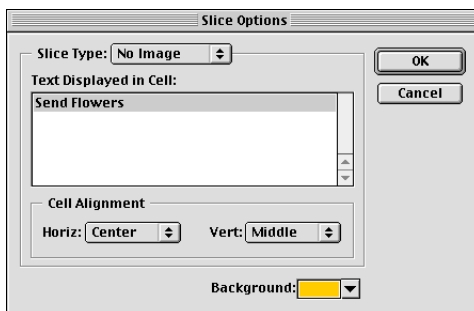 Slice Options
Slice Type: No Image
OK
Text Displayed in Cell:
Cancel
Send Flowers
Cell Alignment
Horiz: Center Vert: Middle
Background: